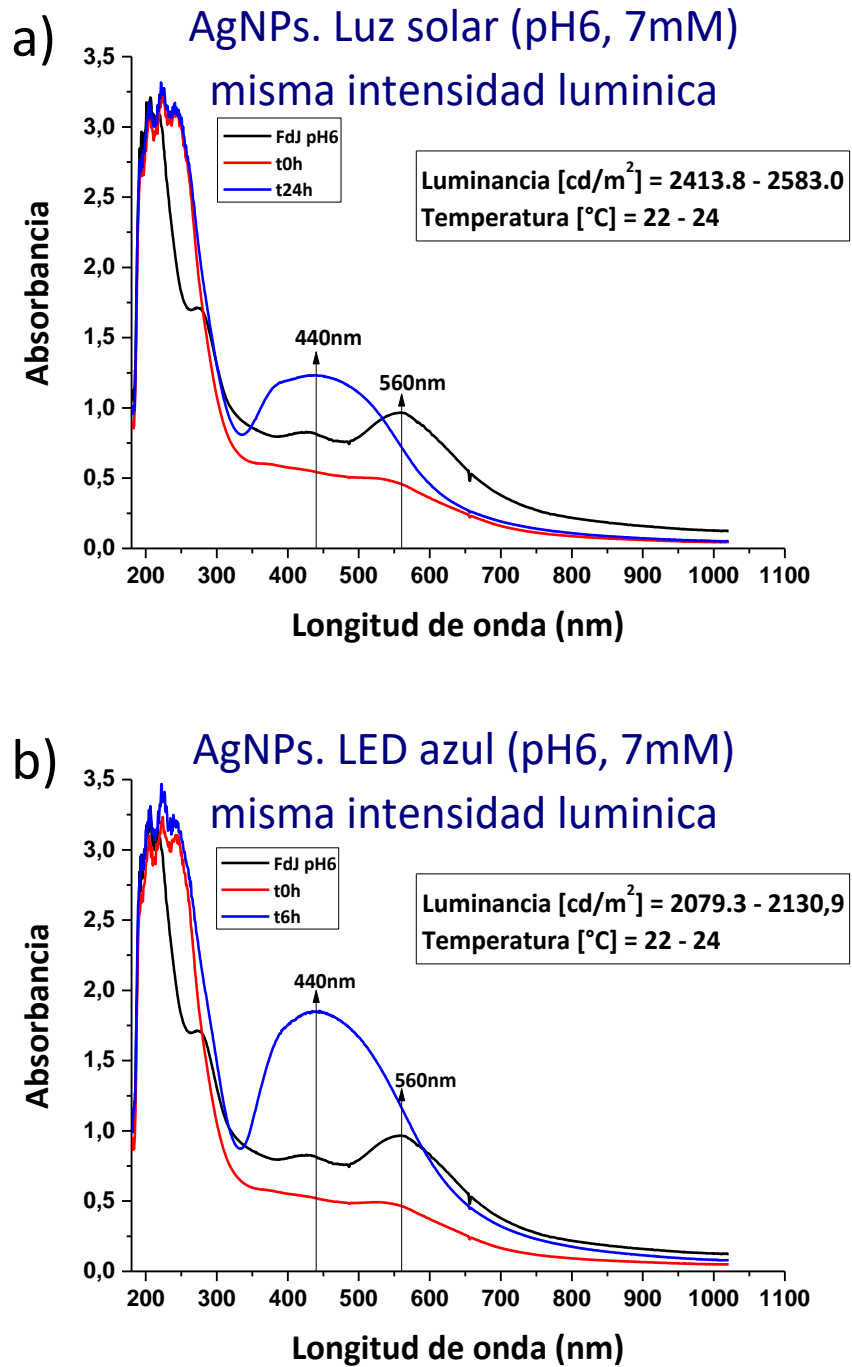 a)
AgNPs. Luz solar (pH6, 7mM)
misma intensidad luminica
3,5
3,0
2,5
2,0
1,5
1,0
0,5
0,0
Absorbancia
FdJ pH6
t0h
t24h
Luminancia [cd/m²] = 2413.8 - 2583.0
Temperatura [°C] = 22 - 24
440nm
560nm
200 300 400 500 600 700 800 900 1000 1100
Longitud de onda (nm)
b)
AgNPs. LED azul (pH6, 7mM)
misma intensidad luminica
3,5
3,0
2,5
2,0
1,5
1,0
0,5
0,0
Absorbancia
FdJ pH6
t0h
t6h
Luminancia [cd/m²] = 2079.3 - 2130,9
Temperatura [°C] = 22 - 24
440nm
560nm
200 300 400 500 600 700 800 900 1000 1100
Longitud de onda (nm)